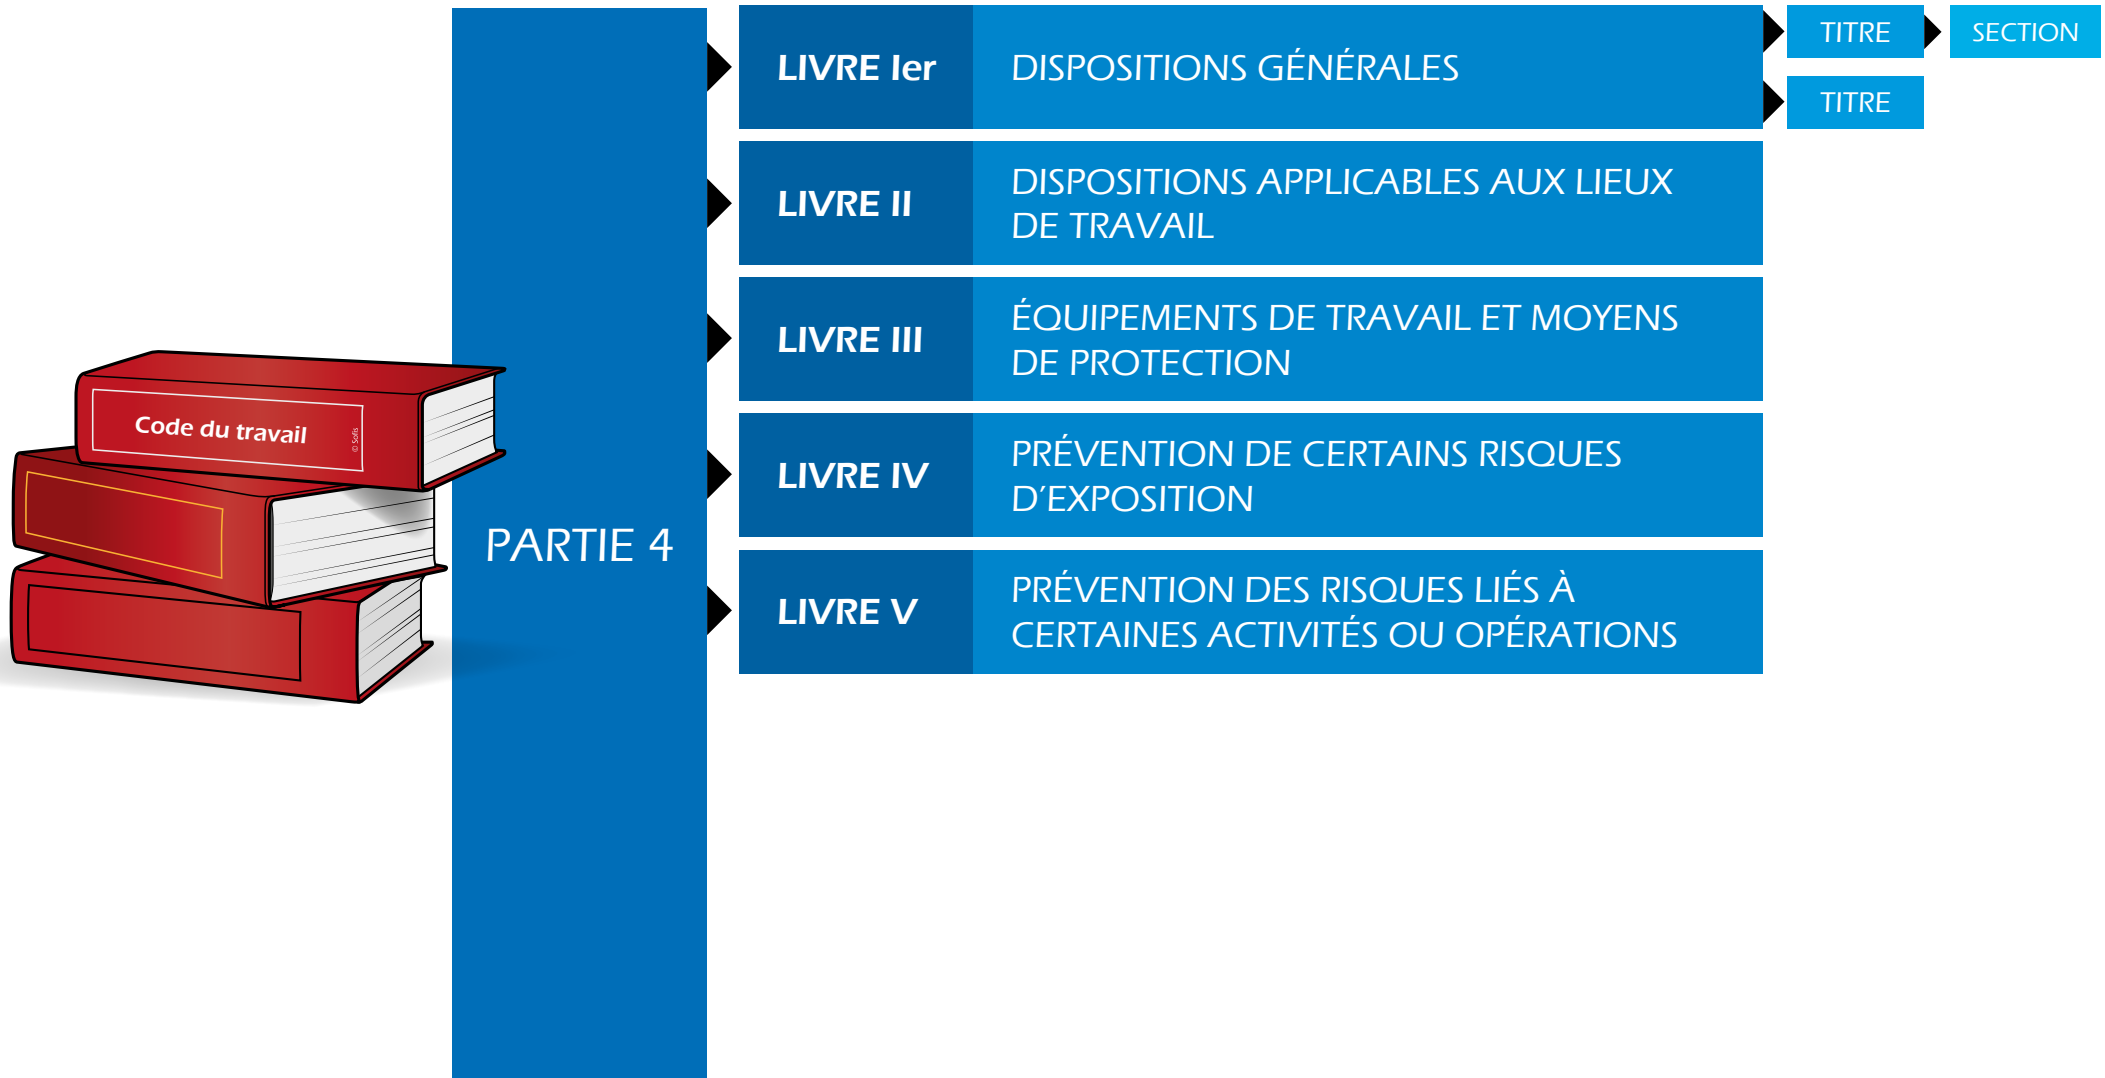 Code du travail
© Sofis
PARTIE 4
LIVRE Ier
DISPOSITIONS GÉNÉRALES
TITRE
SECTION
TITRE
LIVRE II
DISPOSITIONS APPLICABLES AUX LIEUX
DE TRAVAIL
LIVRE III
ÉQUIPEMENTS DE TRAVAIL ET MOYENS
DE PROTECTION
LIVRE IV
PRÉVENTION DE CERTAINS RISQUES
D’EXPOSITION
LIVRE V
PRÉVENTION DES RISQUES LIÉS À
CERTAINES ACTIVITÉS OU OPÉRATIONS